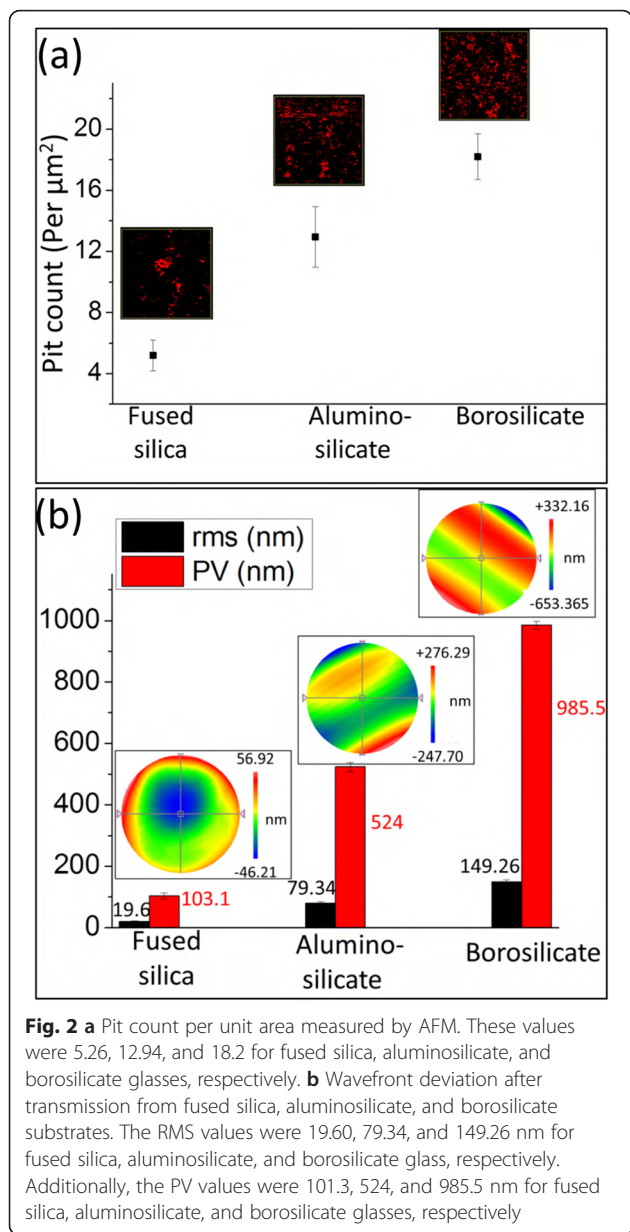 (a)
Pit count (Per µm²)
20
16
12
8
4
Fused
silica
Alumino-
silicate
Borosilicate
(b)
rms (nm)
PV (nm)
+332.16
nm
-653.365
+276.29
nm
-247.70
56.92
nm
-46.21
1000
800
600
400
200
0
19.6
103.1
79.34
524
149.26
985.5
Fused
silica
Alumino-
silicate
Borosilicate
Fig. 2 a Pit count per unit area measured by AFM. These values
were 5.26, 12.94, and 18.2 for fused silica, aluminosilicate, and
borosilicate glasses, respectively. b Wavefront deviation after
transmission from fused silica, aluminosilicate, and borosilicate
substrates. The RMS values were 19.60, 79.34, and 149.26 nm for
fused silica, aluminosilicate, and borosilicate glass, respectively.
Additionally, the PV values were 101.3, 524, and 985.5 nm for fused
silica, aluminosilicate, and borosilicate glasses, respectively